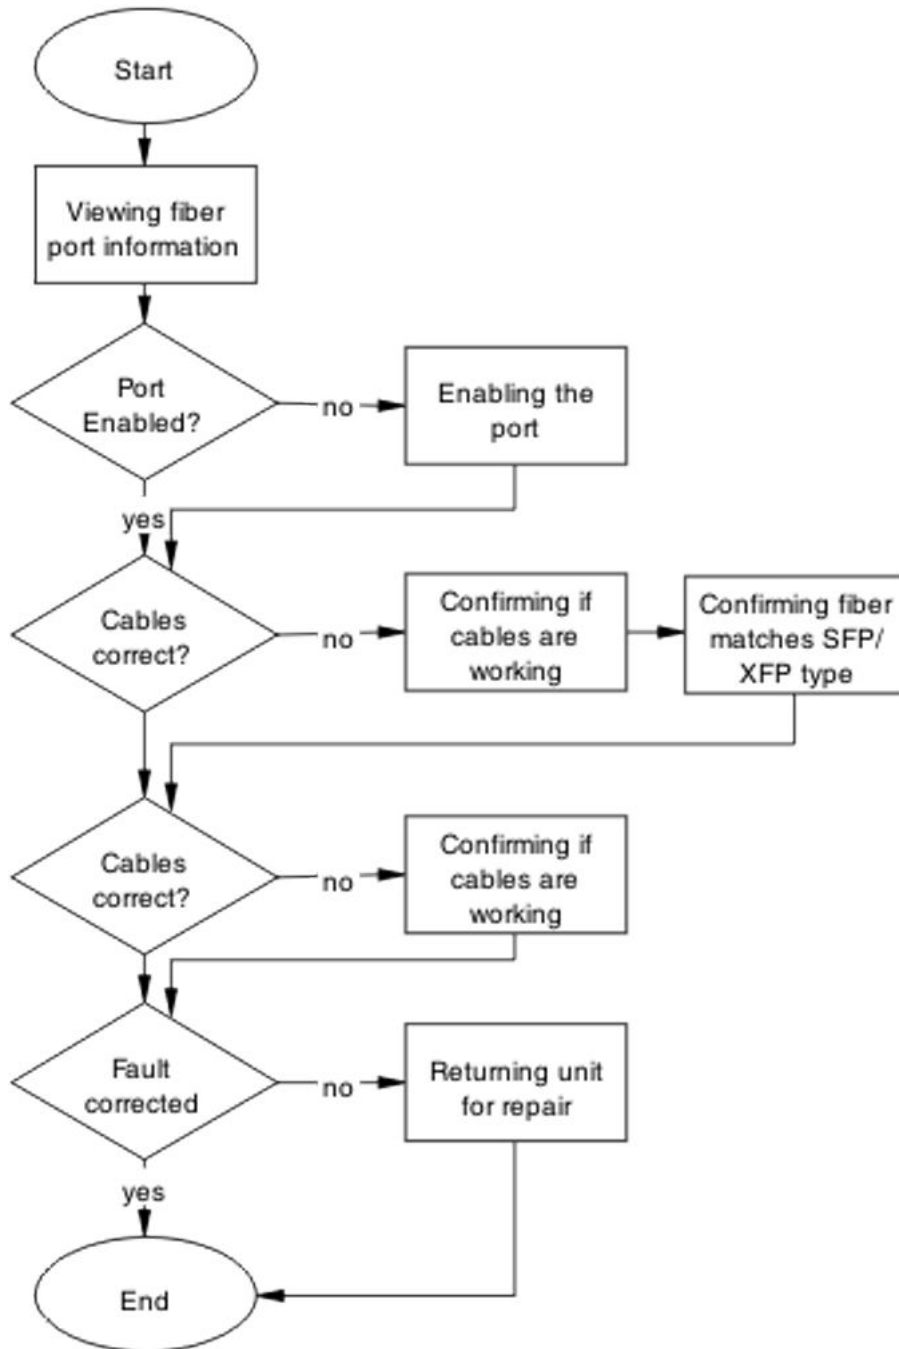 Start
Viewing fiber
port information
Port
Enabled?
no
Enabling the
port
yes
Cables
correct?
no
Confirming if
cables are
working
Confirming fiber
matches SFP/
XFP type
Cables
correct?
no
Confirming if
cables are
working
Fault
corrected
no
Returning unit
for repair
yes
End